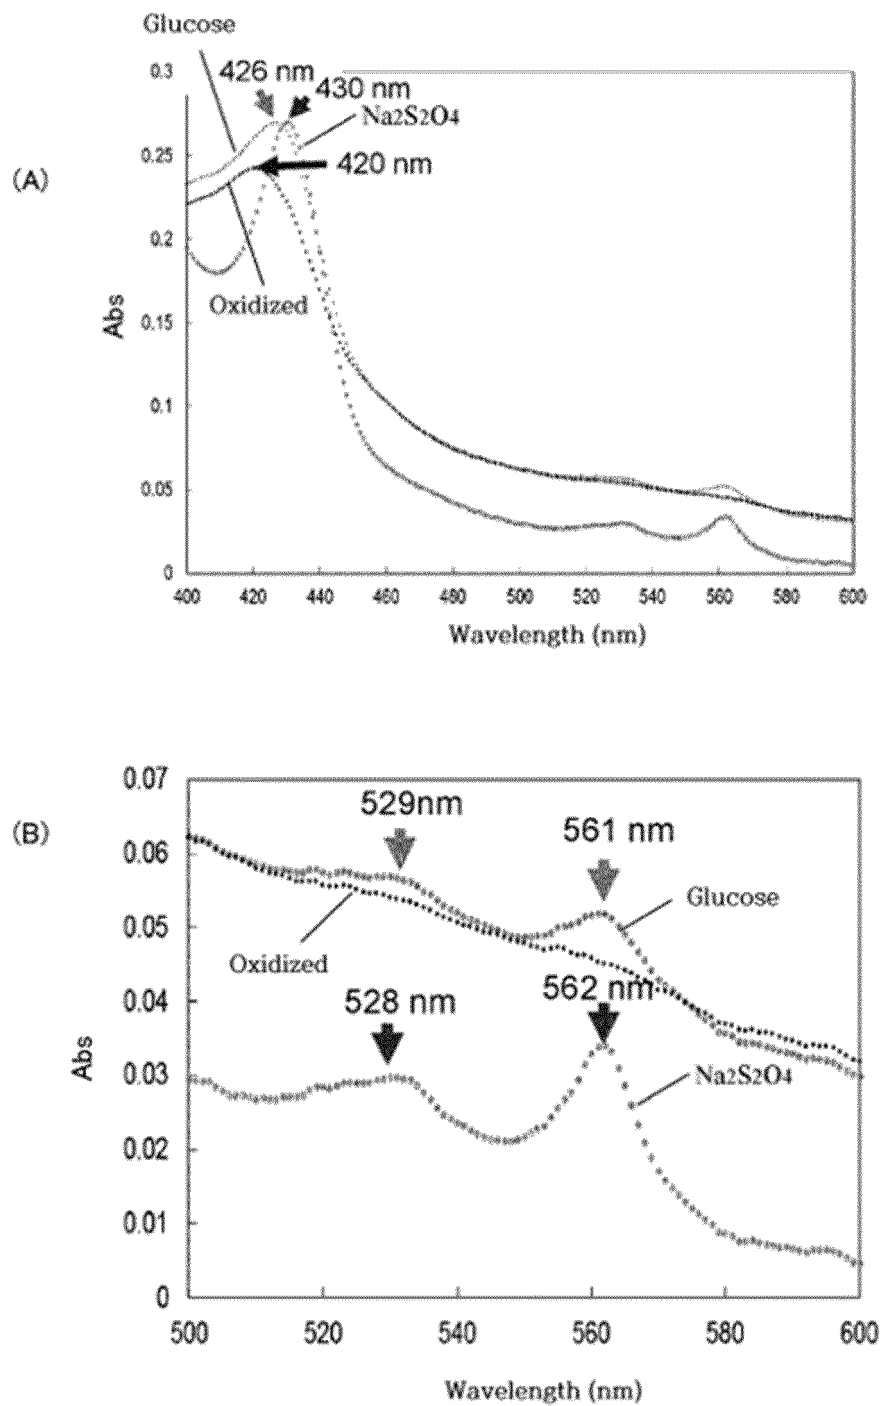 Glucose
426 nm
430 nm
Na2S2O4
420 nm
(A)
Oxidized
Abs
0.3
0.25
0.2
0.15
0.1
0.05
0
400 420 440 460 480 500 520 540 560 580 600
Wavelength (nm)
(B)
0.07
0.06
0.05
0.04
0.03
0.02
0.01
0
529nm
561 nm
Glucose
Oxidized
528 nm
562 nm
Na2S2O4
Abs
500 520 540 560 580 600
Wavelength (nm)